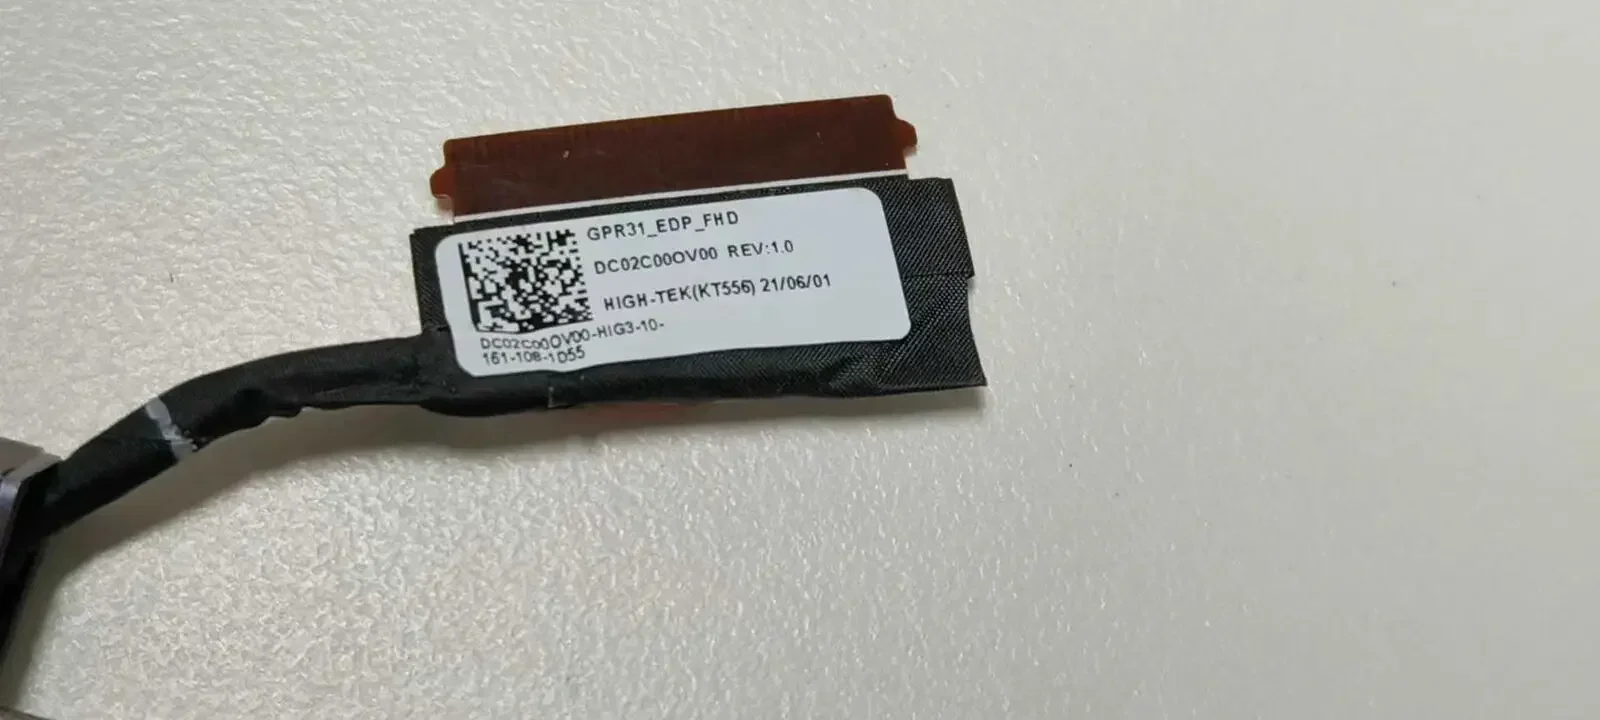 GPR31_EDP_FHD
DC02C00OV00 REV:1.0
HIGH-TEK(KT556) 21/06/01
DC02C00OV00-HIG3-10-
161-108-1D55